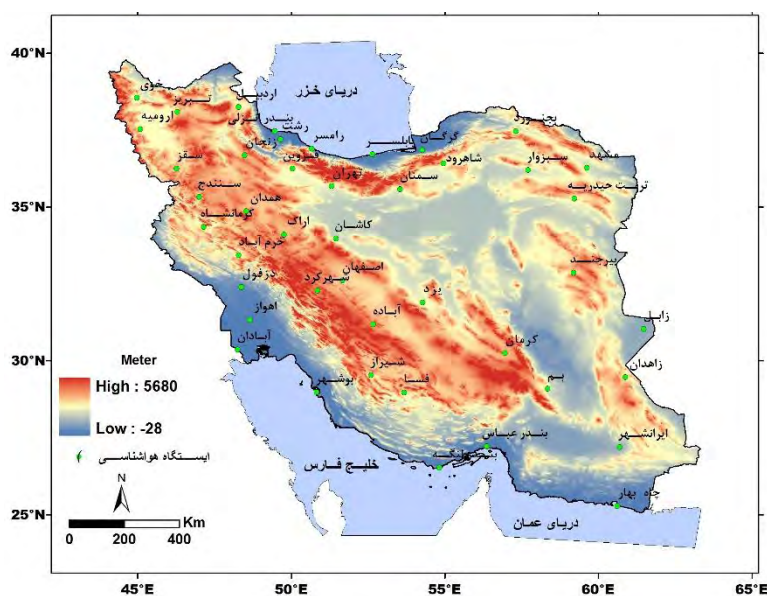 40°N
دریای خزر
خوی
تبریز
اردبیل
ارومیه
بندر انزلی
رشت
رامسر
بابلسر
گرگان
بجنورد
زنجان
قزوین
شاهرود
سبزوار
مشهد
سقز
تهران
سمنان
تربت حیدریه
35°N
سنندج
همدان
کرمانشاه
اراک
کاشان
خرم آباد
بیرجند
دزفول
شهرکرد
اصفهان
یزد
زابل
اهواز
آباده
آبادان
کرمان
30°N
Meter
High : 5680
Low : -28
شیراز
فسا
بم
زاهدان
بوشهر
ایستگاه هواشناسی
بندر عباس
ایرانشهر
خلیج فارس
N
چاه بهار
25°N
Km
0 200 400
دریای عمان
45°E 50°E 55°E 60°E 65°E